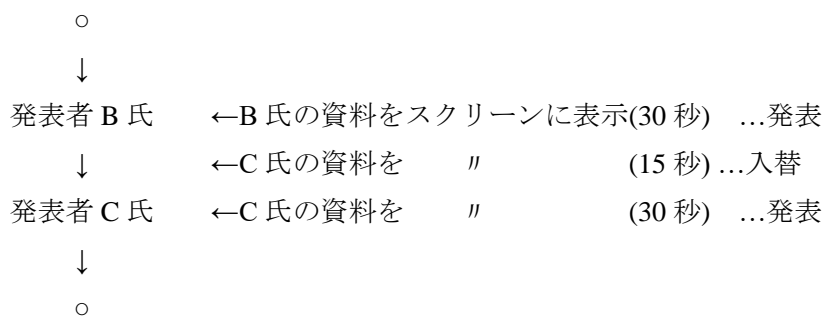 ○
↓
発表者 B 氏 ←B 氏の資料をスクリーンに表示(30 秒) …発表
↓ ←C 氏の資料を 〃 (15 秒) …入替
発表者 C 氏 ←C 氏の資料を 〃 (30 秒) …発表
↓
○